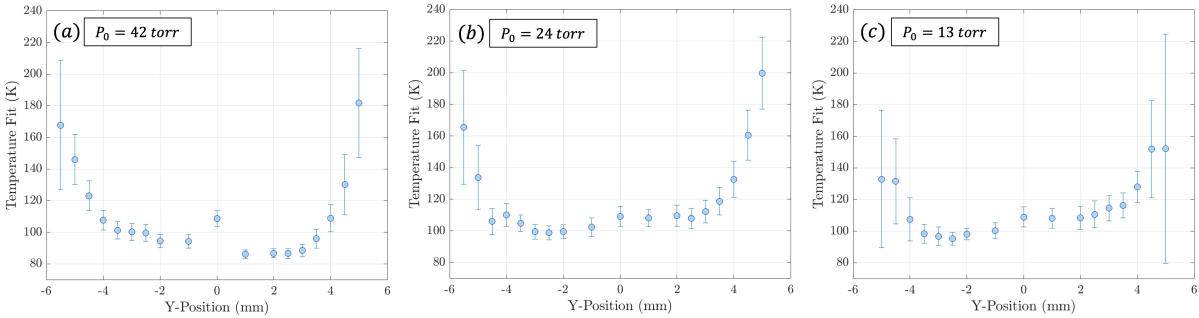 (a) P₀ = 42 torr
240
220
200
180
160
140
120
100
80
Temperature Fit (K)
-6 -4 -2 0 2 4 6
Y-Position (mm)
(b) P₀ = 24 torr
240
220
200
180
160
140
120
100
80
Temperature Fit (K)
-6 -4 -2 0 2 4 6
Y-Position (mm)
(c) P₀ = 13 torr
240
220
200
180
160
140
120
100
80
Temperature Fit (K)
-6 -4 -2 0 2 4 6
Y-Position (mm)